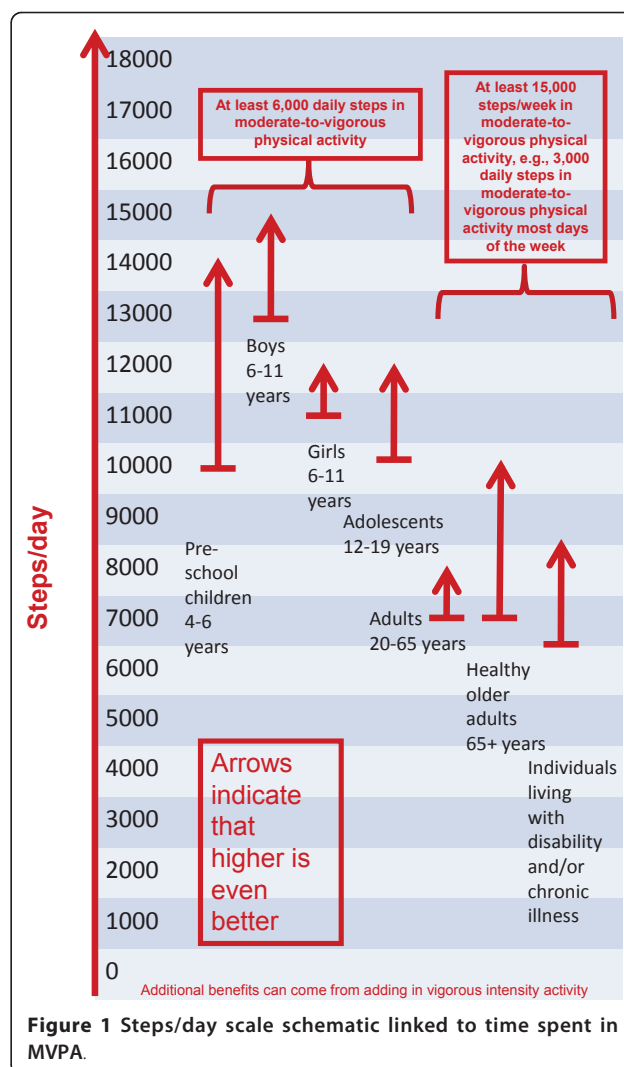 18000
17000
16000
15000
14000
13000
12000
11000
10000
9000
8000
7000
6000
5000
4000
3000
2000
1000
0
Steps/day
At least 6,000 daily steps in
moderate-to-vigorous
physical activity
At least 15,000
steps/week in
moderate-to-
vigorous physical
activity, e.g., 3,000
daily steps in
moderate-to-
vigorous physical
activity most days
of the week
Pre-
school
children
4-6
years
Boys
6-11
years
Girls
6-11
years
Adolescents
12-19 years
Adults
20-65 years
Healthy
older
adults
65+ years
Individuals
living
with
disability
and/or
chronic
illness
Arrows
indicate
that
higher is
even
better
Additional benefits can come from adding in vigorous intensity activity
Figure 1 Steps/day scale schematic linked to time spent in
MVPA.